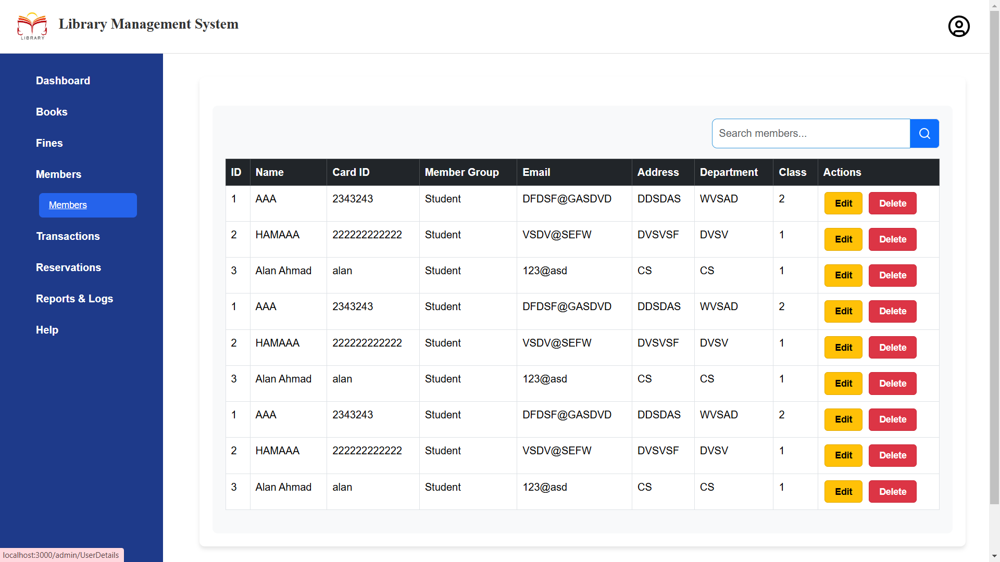 LIBRARY
Library Management System
Dashboard
Books
Fines
Members
Members
Transactions
Reservations
Reports & Logs
Help
Search members...
ID Name Card ID Member Group Email Address Department Class Actions
1 AAA 2343243 Student DFDSF@GASDVD DDSDAS WVSAD 2 Edit Delete
2 HAMAAA 222222222222 Student VSDV@SEFW DVSVSF DVSV 1 Edit Delete
3 Alan Ahmad alan Student 123@asd CS CS 1 Edit Delete
1 AAA 2343243 Student DFDSF@GASDVD DDSDAS WVSAD 2 Edit Delete
2 HAMAAA 222222222222 Student VSDV@SEFW DVSVSF DVSV 1 Edit Delete
3 Alan Ahmad alan Student 123@asd CS CS 1 Edit Delete
1 AAA 2343243 Student DFDSF@GASDVD DDSDAS WVSAD 2 Edit Delete
2 HAMAAA 222222222222 Student VSDV@SEFW DVSVSF DVSV 1 Edit Delete
3 Alan Ahmad alan Student 123@asd CS CS 1 Edit Delete
localhost:3000/admin/UserDetails